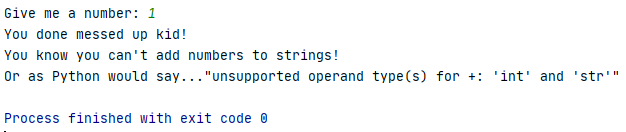 Give me a number: 1
You done messed up kid!
You know you can't add numbers to strings!
Or as Python would say..."unsupported operand type(s) for +: 'int' and 'str'"
Process finished with exit code 0